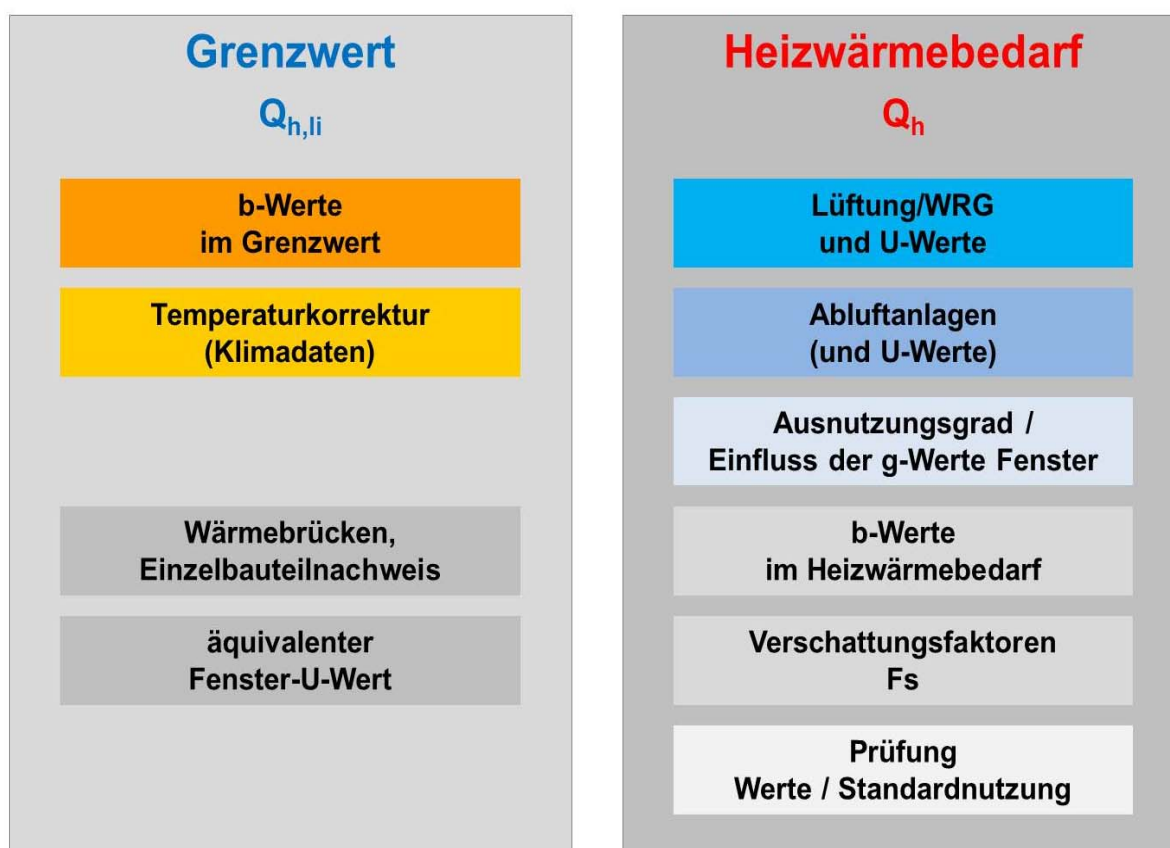 Grenzwert
Qh,li
b-Werte
im Grenzwert
Temperaturkorrektur
(Klimadaten)
Wärmebrücken,
Einzelbauteilnachweis
äquivalenter
Fenster-U-Wert
Heizwärmebedarf
Qh
Lüftung/WRG
und U-Werte
Abluftanlagen
(und U-Werte)
Ausnutzungsgrad /
Einfluss der g-Werte Fenster
b-Werte
im Heizwärmebedarf
Verschattungsfaktoren
Fs
Prüfung
Werte / Standardnutzung